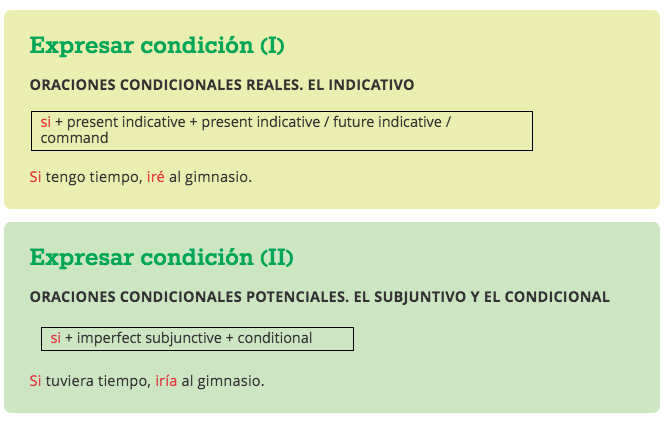 Expresar condición (I)
ORACIONES CONDICIONALES REALES. EL INDICATIVO
si + present indicative + present indicative / future indicative /
command
Si tengo tiempo, iré al gimnasio.
Expresar condición (II)
ORACIONES CONDICIONALES POTENCIALES. EL SUBJUNTIVO Y EL CONDICIONAL
si + imperfect subjunctive + conditional
Si tuviera tiempo, iría al gimnasio.